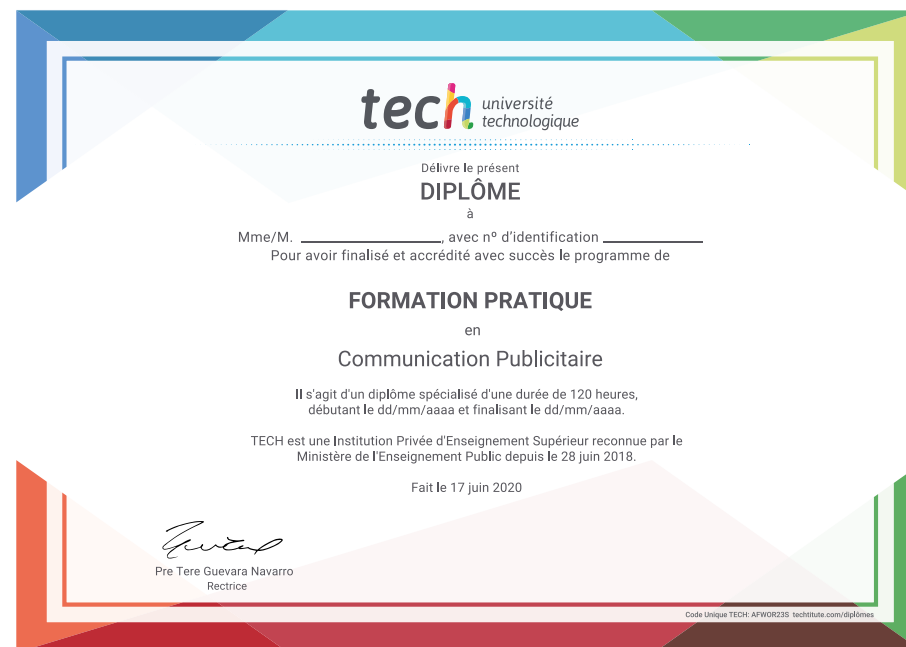 tech université
technologique
Délivre le présent
DIPLÔME
à
Mme/M. ____________________, avec nº d'identification ______________
Pour avoir finalisé et accrédité avec succès le programme de
FORMATION PRATIQUE
en
Communication Publicitaire
Il s'agit d'un diplôme spécialisé d'une durée de 120 heures,
débutant le dd/mm/aaaa et finalisant le dd/mm/aaaa.
TECH est une Institution Privée d'Enseignement Supérieur reconnue par le
Ministère de l'Enseignement Public depuis le 28 juin 2018.
Fait le 17 juin 2020
Pre Tere Guevara Navarro
Rectrice
Code Unique TECH: AFWOR23S techtitute.com/diplômes